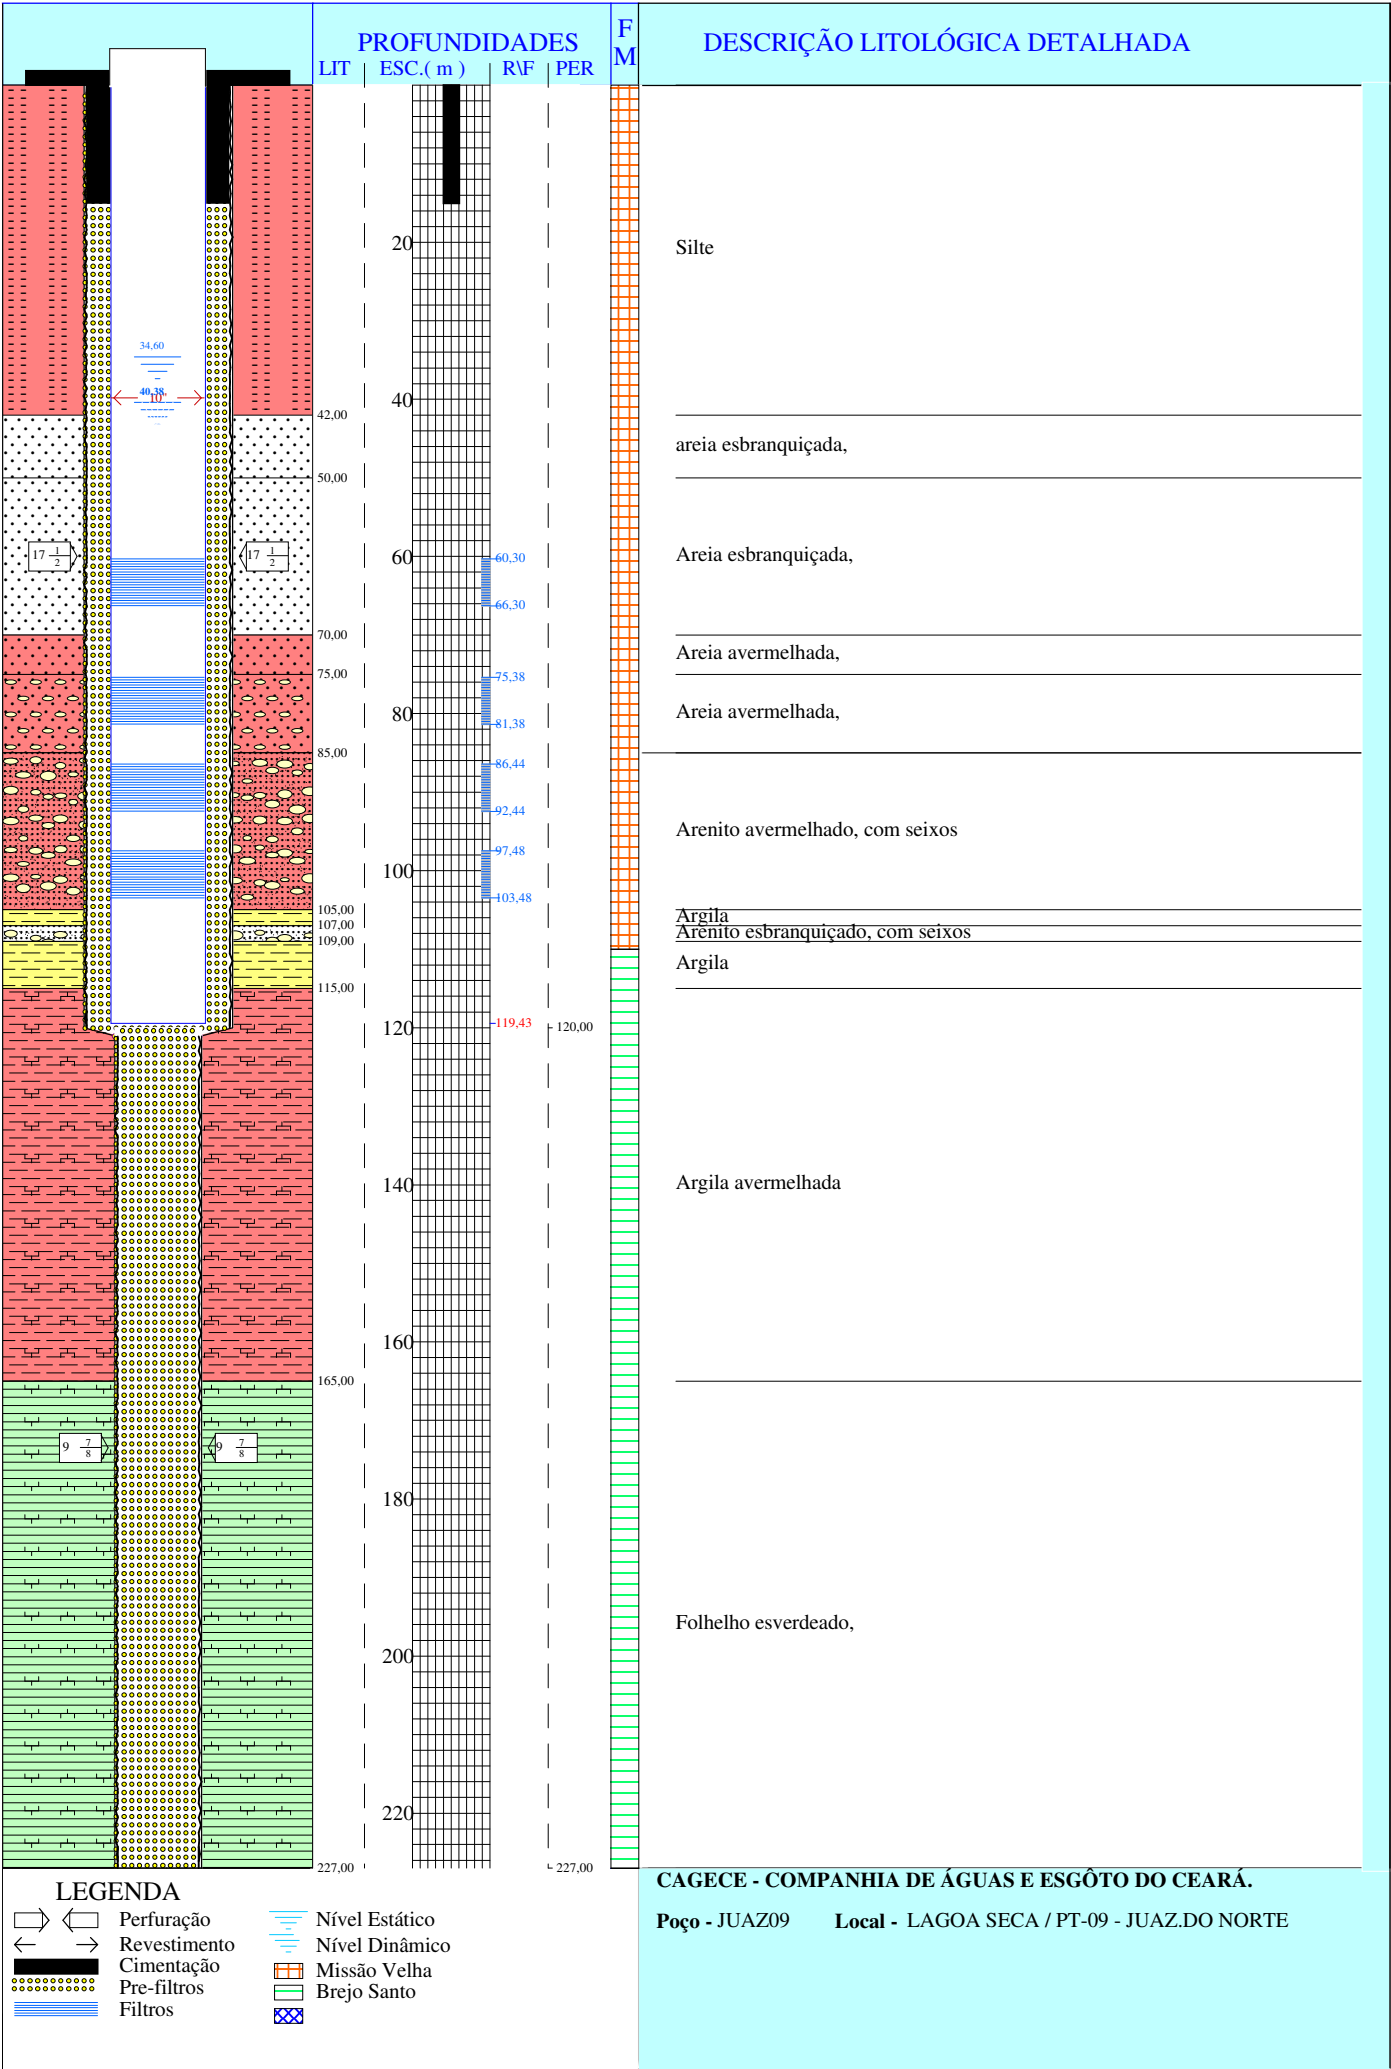 PROFUNDIDADES
LIT ESC.( m ) R\F PER
F
M
DESCRIÇÃO LITOLÓGICA DETALHADA
20
Silte
34,60
40,38
10
40
42,00
areia esbranquiçada,
50,00
17 1/2
17 1/2
60
60,30
Areia esbranquiçada,
66,30
70,00
Areia avermelhada,
75,00
75,38
80
81,38
Areia avermelhada,
85,00
86,44
92,44
Arenito avermelhado, com seixos
97,48
100
103,48
105,00
Argila
107,00
Arenito esbranquiçado, com seixos
109,00
Argila
115,00
119,43
120
120,00
140
Argila avermelhada
160
165,00
9 7/8
9 7/8
180
Folhelho esverdeado,
200
220
227,00
227,00
LEGENDA
Perfuração
Revestimento
Cimentação
Pre-filtros
Filtros
Nível Estático
Nível Dinâmico
Missão Velha
Brejo Santo
CAGECE - COMPANHIA DE ÁGUAS E ESGÔTO DO CEARÁ.
Poço - JUAZ09 Local - LAGOA SECA / PT-09 - JUAZ.DO NORTE